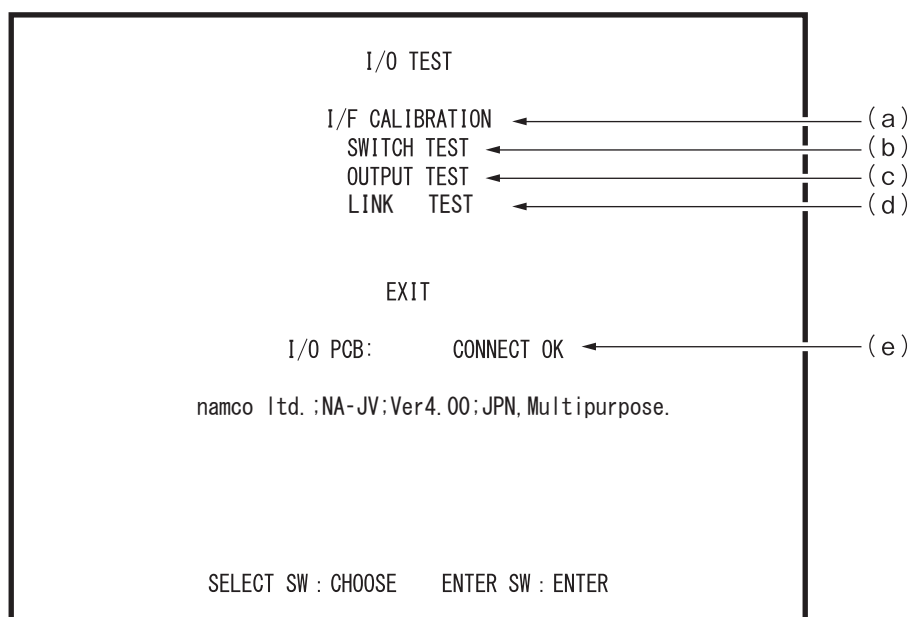 I/O TEST
I/F CALIBRATION (a)
SWITCH TEST (b)
OUTPUT TEST (c)
LINK TEST (d)
EXIT
I/O PCB: CONNECT OK (e)
namco ltd.;NA-JV;Ver4.00;JPN,Multipurpose.
SELECT SW : CHOOSE ENTER SW : ENTER